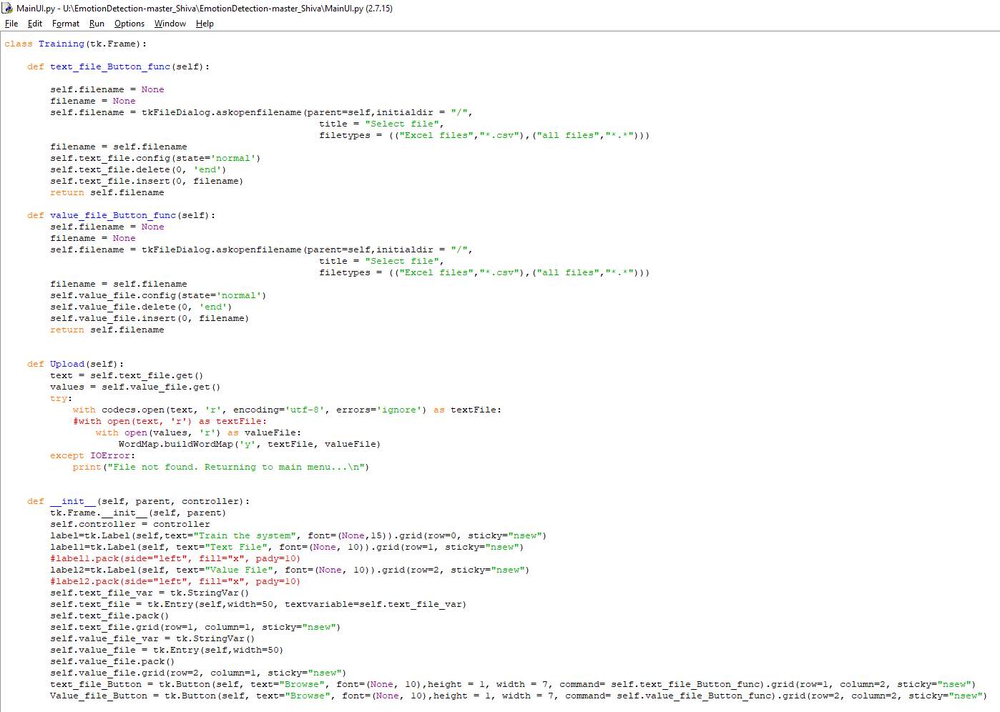 MainUI.py - U:\EmotionDetection-master_Shiva\EmotionDetection-master_Shiva\MainUI.py (2.7.15)
File Edit Format Run Options Window Help
class Training(tk.Frame):
    def text_file_Button_func(self):
        self.filename = None
        filename = None
        self.filename = tkFileDialog.askopenfilename(parent=self,initialdir = "/",
                                                       title = "Select file",
                                                       filetypes = (("Excel files","*.csv"),("all files","*.*")))
        filename = self.filename
        self.text_file.config(state='normal')
        self.text_file.delete(0, 'end')
        self.text_file.insert(0, filename)
        return self.filename
    def value_file_Button_func(self):
        self.filename = None
        filename = None
        self.filename = tkFileDialog.askopenfilename(parent=self,initialdir = "/",
                                                       title = "Select file",
                                                       filetypes = (("Excel files","*.csv"),("all files","*.*")))
        filename = self.filename
        self.value_file.config(state='normal')
        self.value_file.delete(0, 'end')
        self.value_file.insert(0, filename)
        return self.filename
    def Upload(self):
        text = self.text_file.get()
        values = self.value_file.get()
        try:
            with codecs.open(text, 'r', encoding='utf-8', errors='ignore') as textFile:
            #with open(text, 'r') as textFile:
                with open(values, 'r') as valueFile:
                    WordMap.buildWordMap('y', textFile, valueFile)
        except IOError:
            print("File not found. Returning to main menu...\n")
    def __init__(self, parent, controller):
        tk.Frame.__init__(self, parent)
        self.controller = controller
        label=tk.Label(self,text="Train the system", font=(None,15)).grid(row=0, sticky="nsew")
        label1=tk.Label(self, text="Text File", font=(None, 10)).grid(row=1, sticky="nsew")
        #label1.pack(side="left", fill="x", pady=10)
        label2=tk.Label(self, text="Value File", font=(None, 10)).grid(row=2, sticky="nsew")
        #label2.pack(side="left", fill="x", pady=10)
        self.text_file_var = tk.StringVar()
        self.text_file = tk.Entry(self,width=50, textvariable=self.text_file_var)
        self.text_file.pack()
        self.text_file.grid(row=1, column=1, sticky="nsew")
        self.value_file_var = tk.StringVar()
        self.value_file = tk.Entry(self,width=50)
        self.value_file.pack()
        self.value_file.grid(row=2, column=1, sticky="nsew")
        text_file_Button = tk.Button(self, text="Browse", font=(None, 10),height = 1, width = 7, command= self.text_file_Button_func).grid(row=1, column=2, sticky="nsew")
        Value_file_Button = tk.Button(self, text="Browse", font=(None, 10),height = 1, width = 7, command= self.value_file_Button_func).grid(row=2, column=2, sticky="nsew")